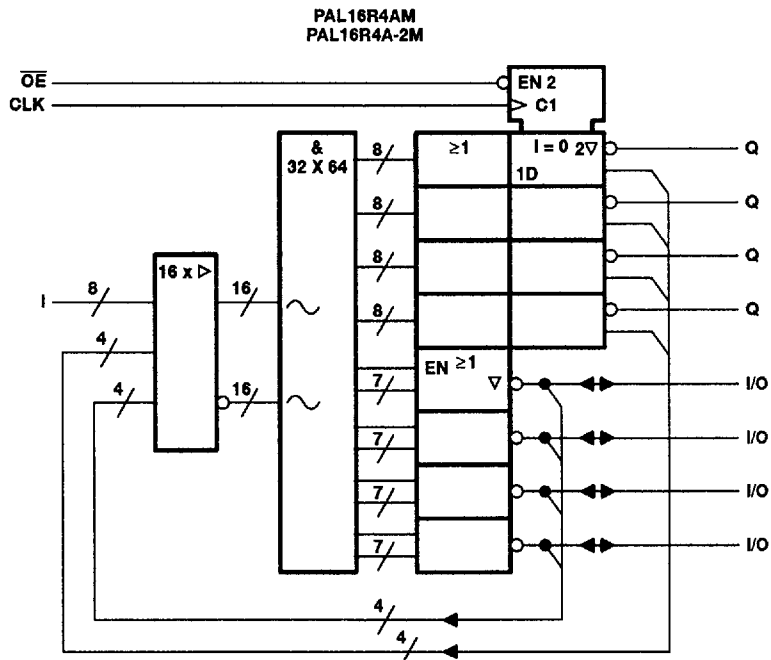 PAL16R4AM
PAL16R4A-2M
OE
EN 2
CLK
C1
&
32 X 64
8
≥1
I = 0 2▽
Q
1D
8
Q
8
Q
8
Q
16 x ▷
I
8
16
4
4
16
EN ≥1
▽
7
I/O
7
I/O
7
I/O
7
I/O
4
4